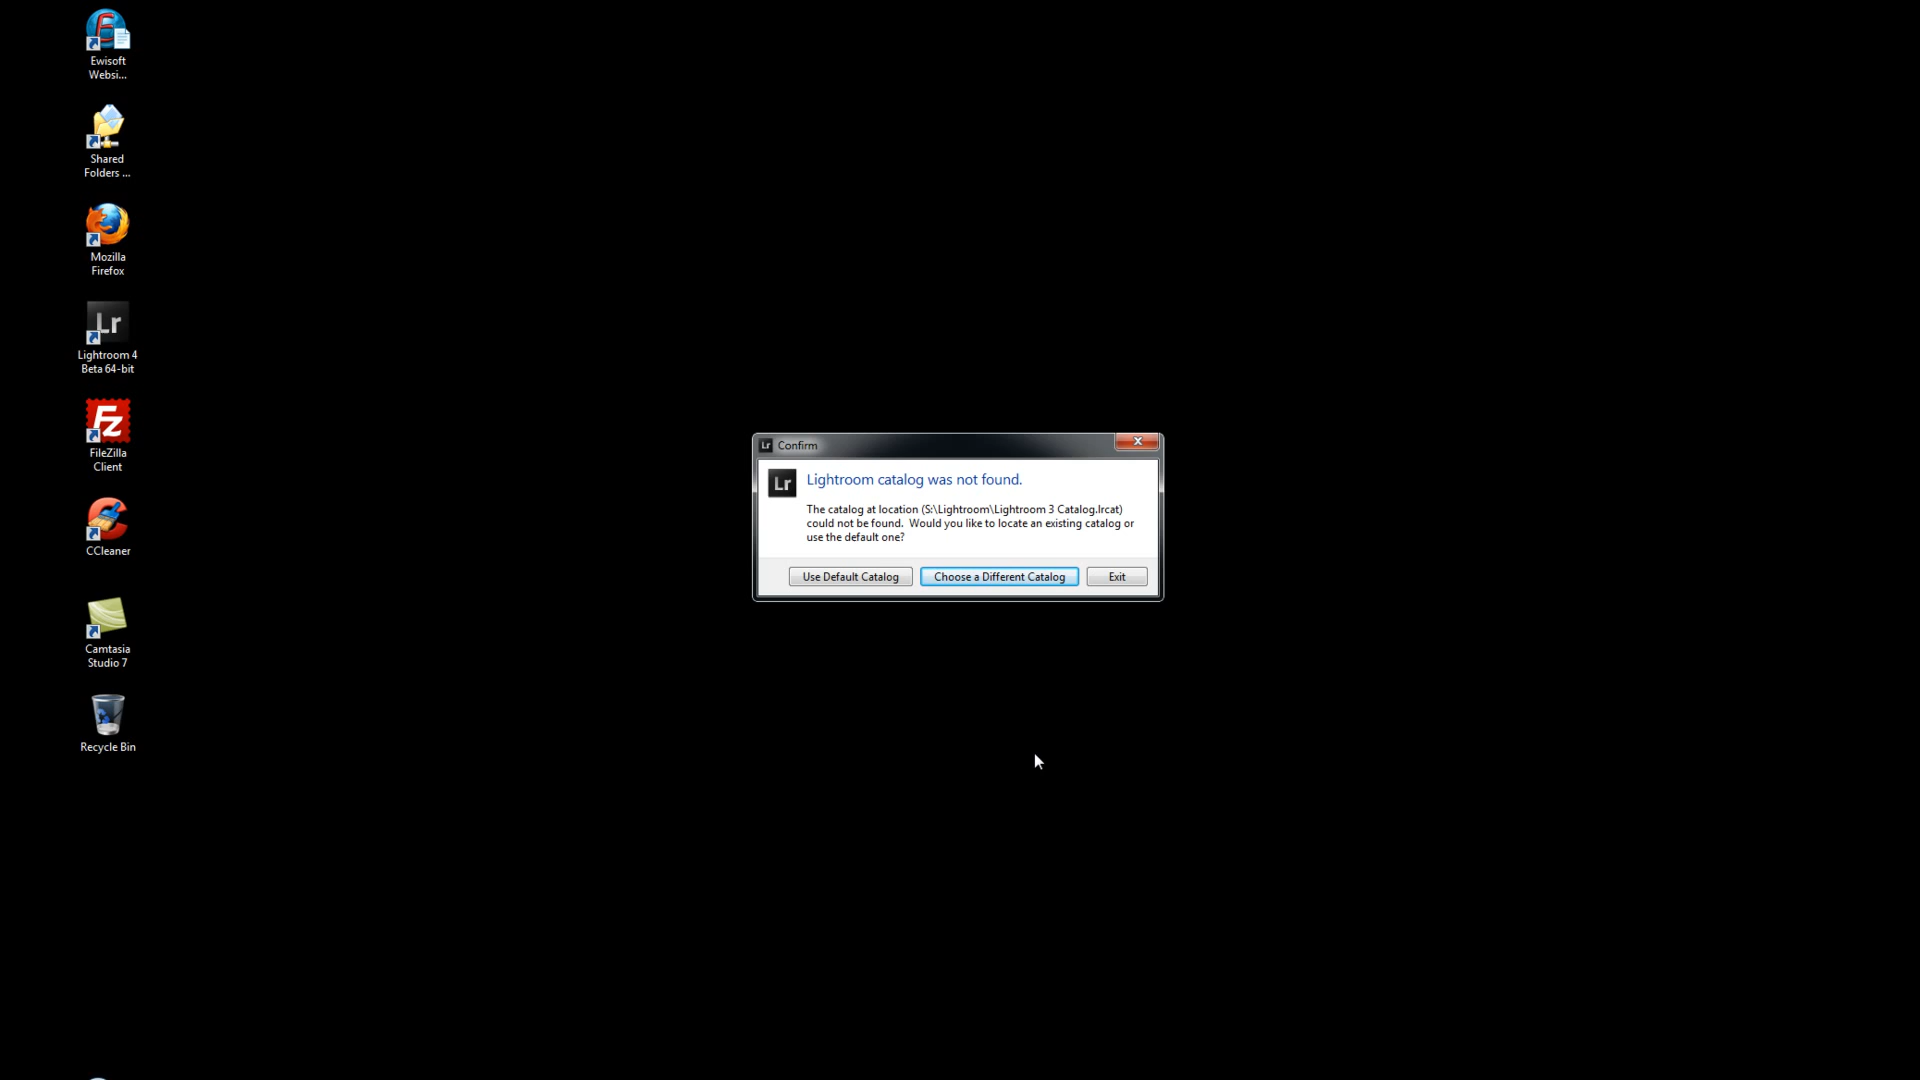 Ewisoft
Websi...
Shared
Folders ...
Mozilla
Firefox
Lr
Lightroom 4
Beta 64-bit
Fz
FileZilla
Client
CCleaner
Camtasia
Studio 7
Recycle Bin
Lr Confirm
Lr
Lightroom catalog was not found.
The catalog at location (S:\Lightroom\Lightroom 3 Catalog.lrcat)
could not be found.  Would you like to locate an existing catalog or
use the default one?
Use Default Catalog Choose a Different Catalog Exit